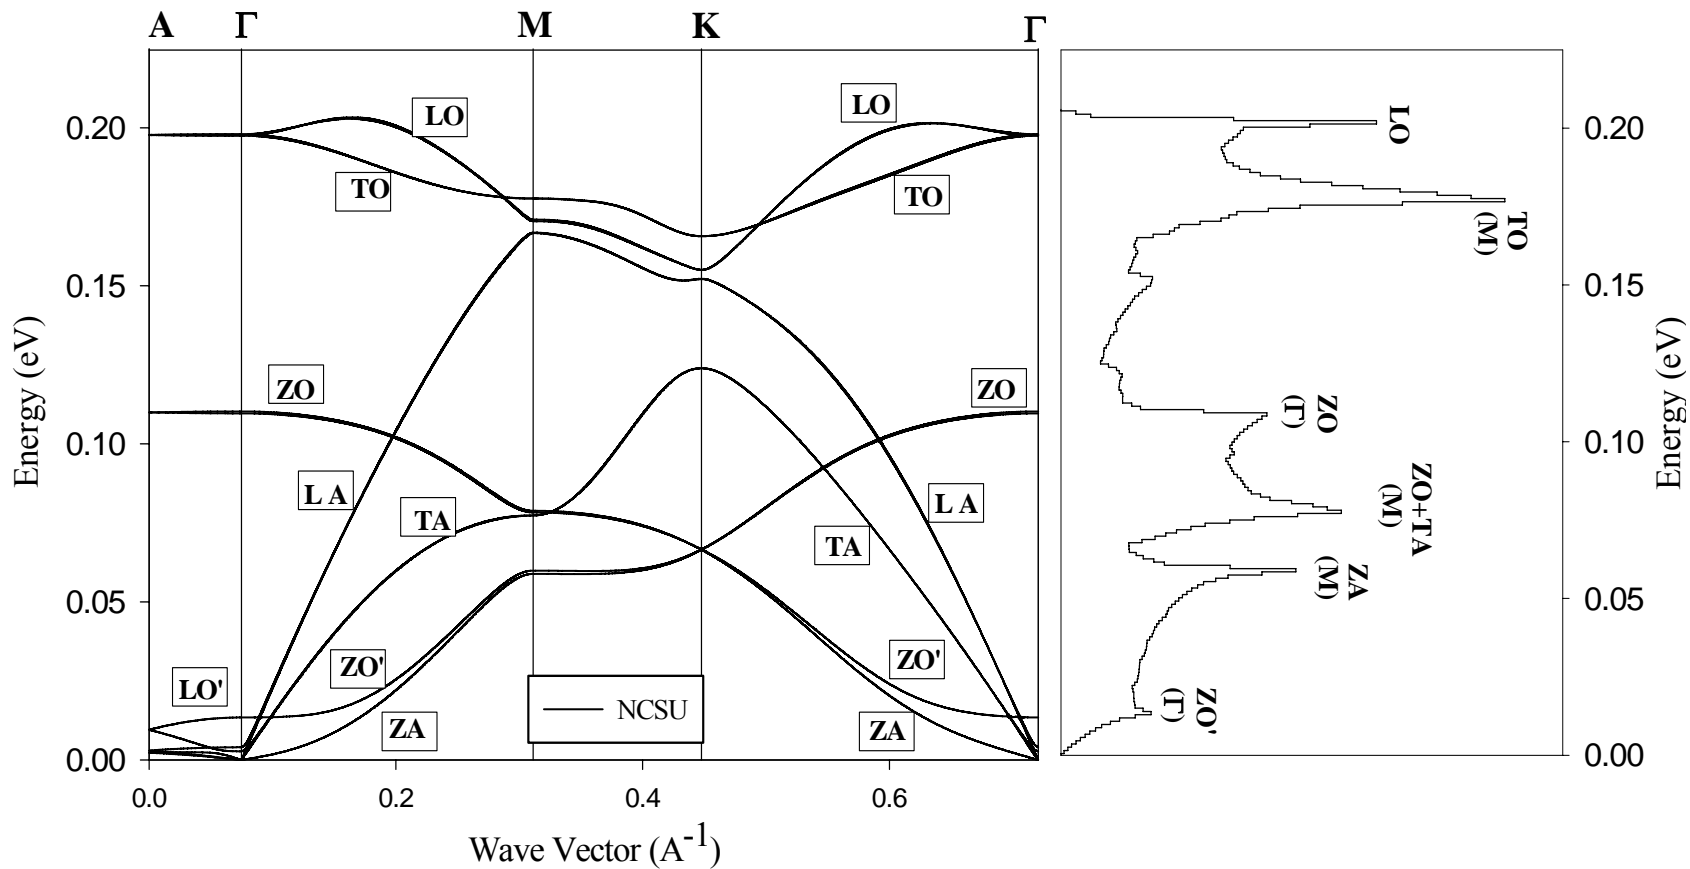 A Γ M K Γ
LO LO LO
TO TO TO
(M)
ZO ZO ZO
(Γ)
L A L A
TA TA
ZO+TA
(M)
ZA
(M)
LO' ZO' ZO' ZO'
(Γ)
ZA ZA
NCSU
0.20
0.15
0.10
0.05
0.00
Energy (eV)
0.0 0.2 0.4 0.6
Wave Vector (A⁻¹)
0.20
0.15
0.10
0.05
0.00
Energy (eV)